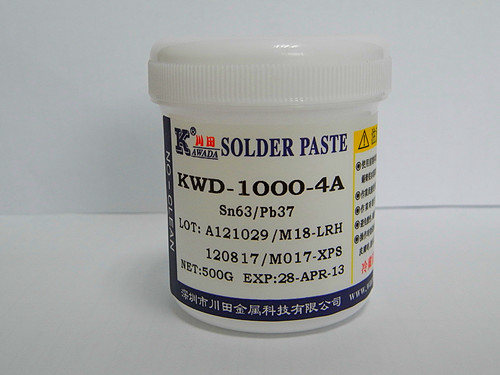 NO-CLEAN
K® 川田 SOLDER PASTE
KAWADA
KWD-1000-4A
Sn63/Pb37
LOT: A121029/M18-LRH
120817/M017-XPS
NET:500G EXP:28-APR-13
深圳市川田金属科技有限公司